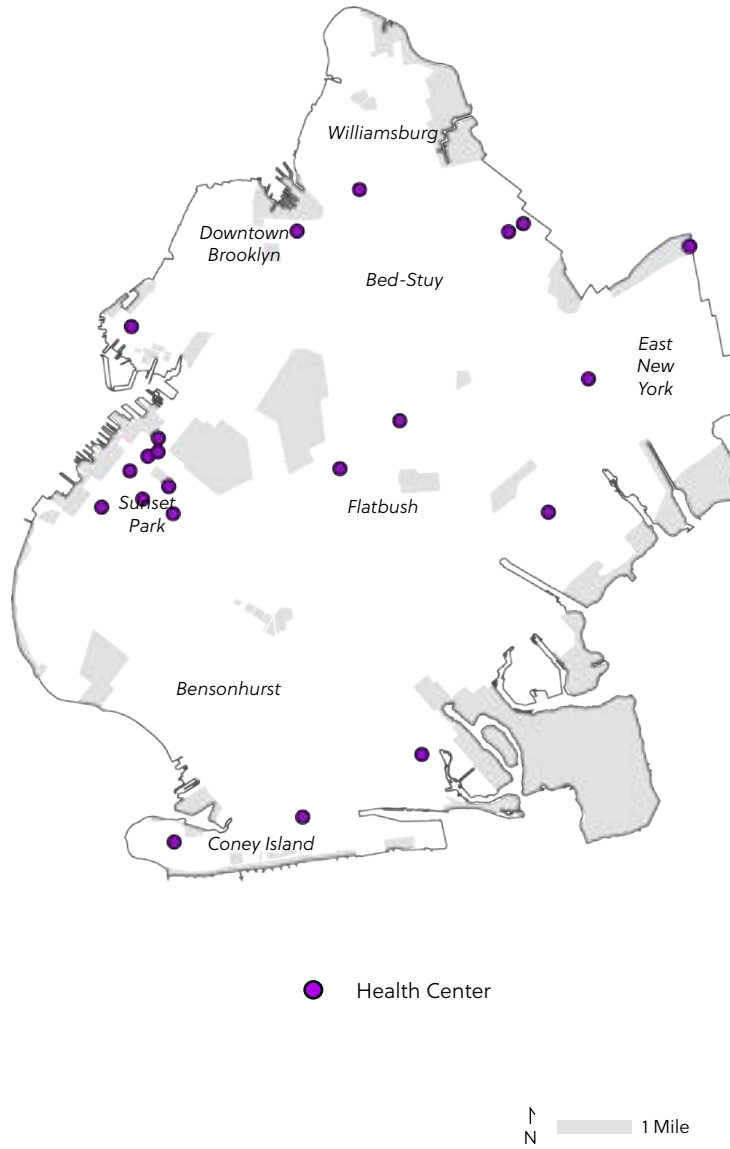 Williamsburg
Downtown
Brooklyn
Bed-Stuy
East
New
York
Sunset
Park
Flatbush
Bensonhurst
Coney Island
Health Center
N
1 Mile